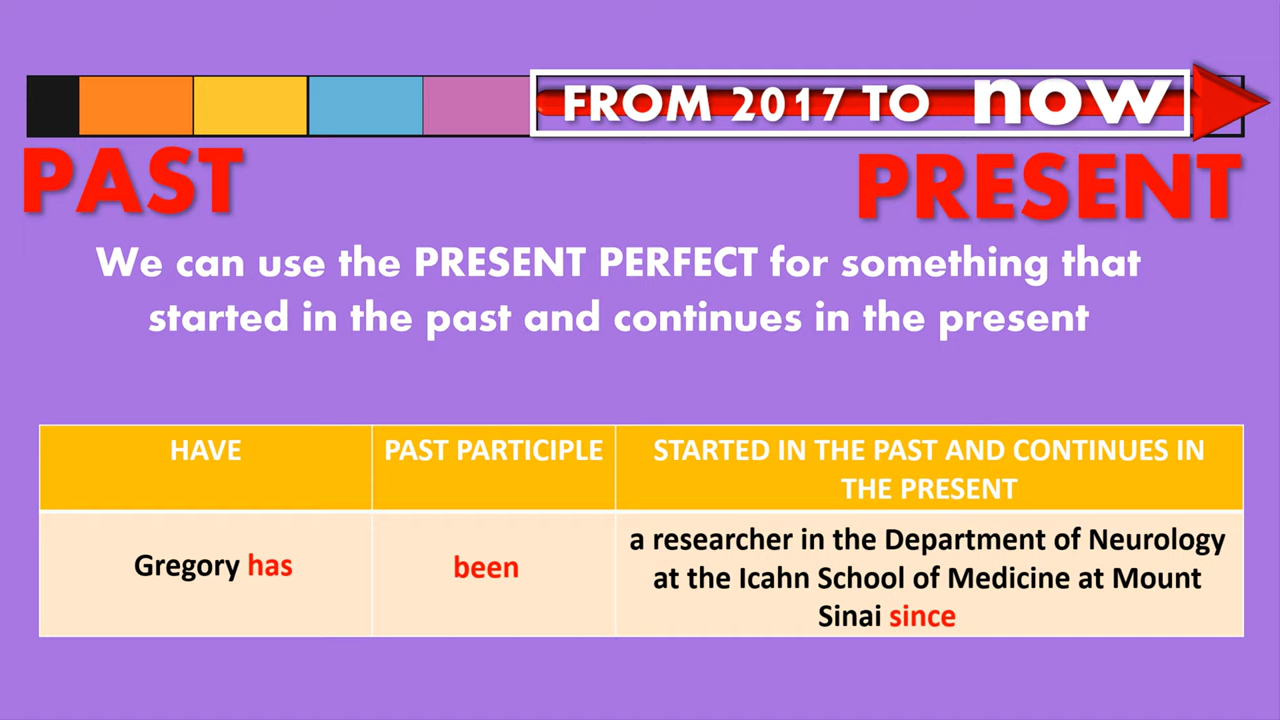 FROM 2017 TO now
PAST
PRESENT
We can use the PRESENT PERFECT for something that
started in the past and continues in the present
HAVE
PAST PARTICIPLE
STARTED IN THE PAST AND CONTINUES IN
THE PRESENT
Gregory has
been
a researcher in the Department of Neurology
at the Icahn School of Medicine at Mount
Sinai since